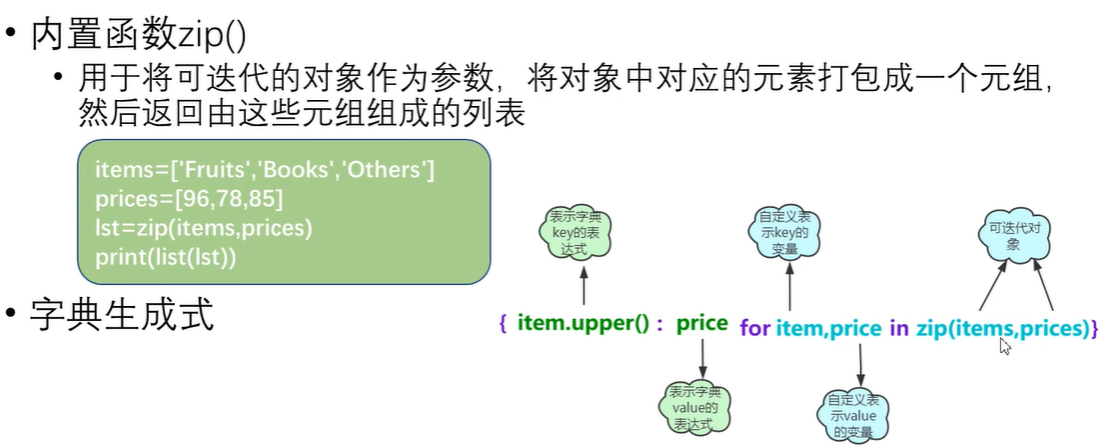 • 内置函数zip()
• 用于将可迭代的对象作为参数，将对象中对应的元素打包成一个元组，
然后返回由这些元组组成的列表
items=['Fruits','Books','Others']
prices=[96,78,85]
lst=zip(items,prices)
print(list(lst))
• 字典生成式
表示字典
key的表
达式
自定义表
示key的
变量
可迭代对
象
{ item.upper() : price for item,price in zip(items,prices)}
表示字典
value的
表达式
自定义表
示value
的变量